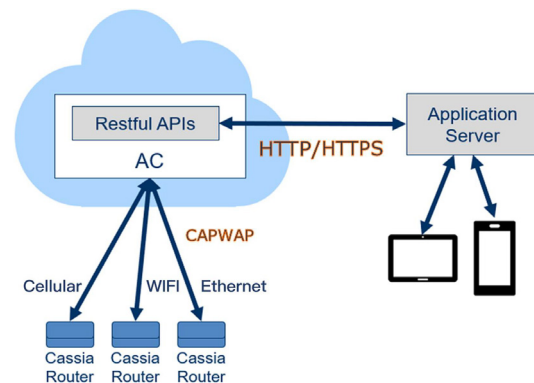 Restful APIs
AC
HTTP/HTTPS
Application
Server
CAPWAP
Cellular
WIFI
Ethernet
Cassia
Router
Cassia
Router
Cassia
Router